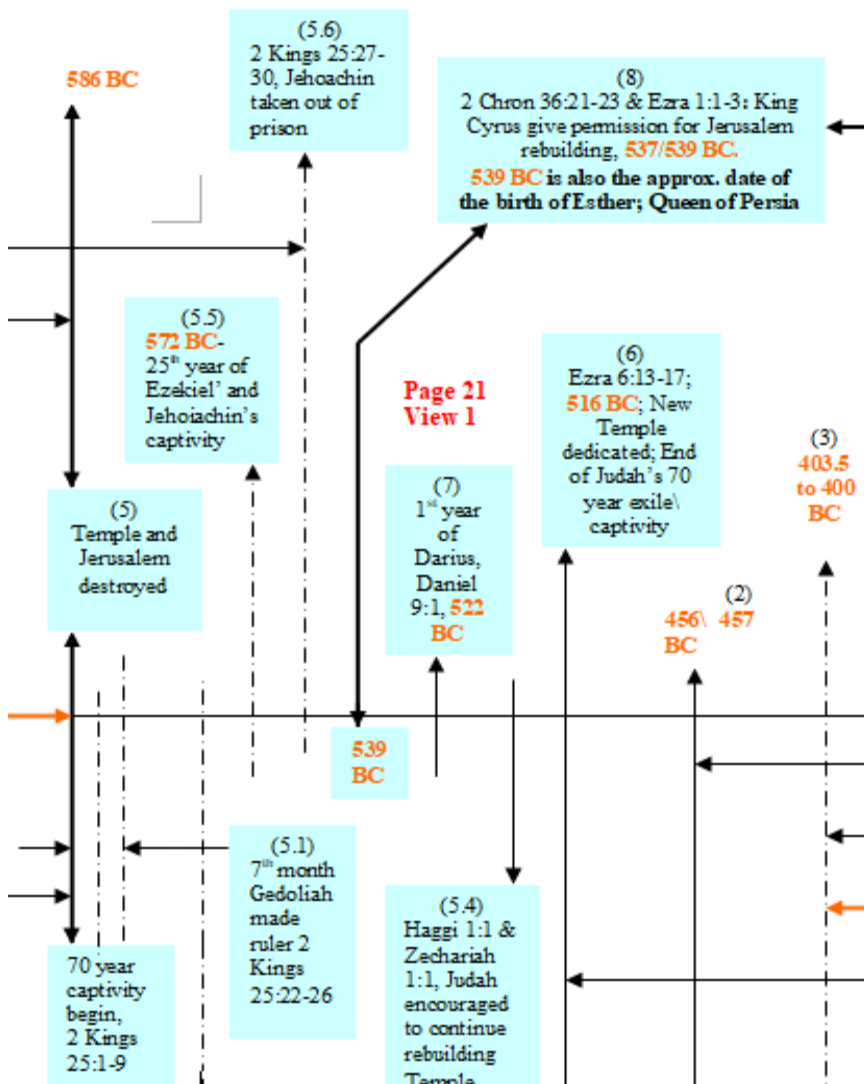 586 BC
(5.6)
2 Kings 25:27-
30, Jehoachin
taken out of
prison
(8)
2 Chron 36:21-23 & Ezra 1:1-3: King
Cyrus give permission for Jerusalem
rebuilding, 537/539 BC.
539 BC is also the approx. date of
the birth of Esther; Queen of Persia
(5.5)
572 BC-
25th year of
Ezekiel' and
Jehoiachin's
captivity
Page 21
View 1
(6)
Ezra 6:13-17;
516 BC; New
Temple
dedicated; End
of Judah's 70
year exile\
captivity
(3)
403.5
to 400
BC
(5)
Temple and
Jerusalem
destroyed
(7)
1st year
of
Darius,
Daniel
9:1, 522
BC
(2)
456\ 457
BC
539
BC
(5.1)
7th month
Gedoliah
made
ruler 2
Kings
25:22-26
(5.4)
Haggi 1:1 &
Zechariah
1:1, Judah
encouraged
to continue
rebuilding
Temple
70 year
captivity
begin,
2 Kings
25:1-9